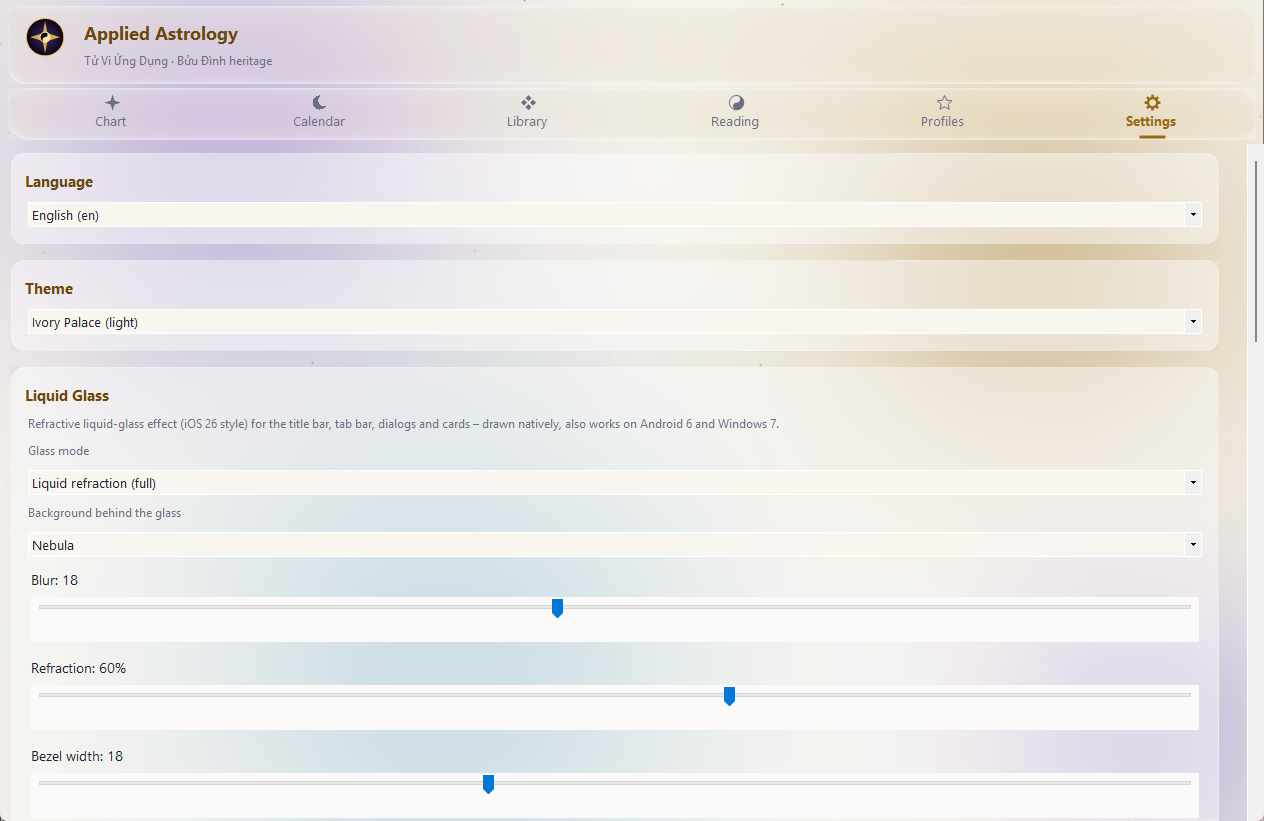 Applied Astrology
Tử Vi Ứng Dụng · Bửu Đình heritage
Chart
Calendar
Library
Reading
Profiles
Settings
Language
English (en)
Theme
Ivory Palace (light)
Liquid Glass
Refractive liquid-glass effect (iOS 26 style) for the title bar, tab bar, dialogs and cards – drawn natively, also works on Android 6 and Windows 7.
Glass mode
Liquid refraction (full)
Background behind the glass
Nebula
Blur: 18
Refraction: 60%
Bezel width: 18